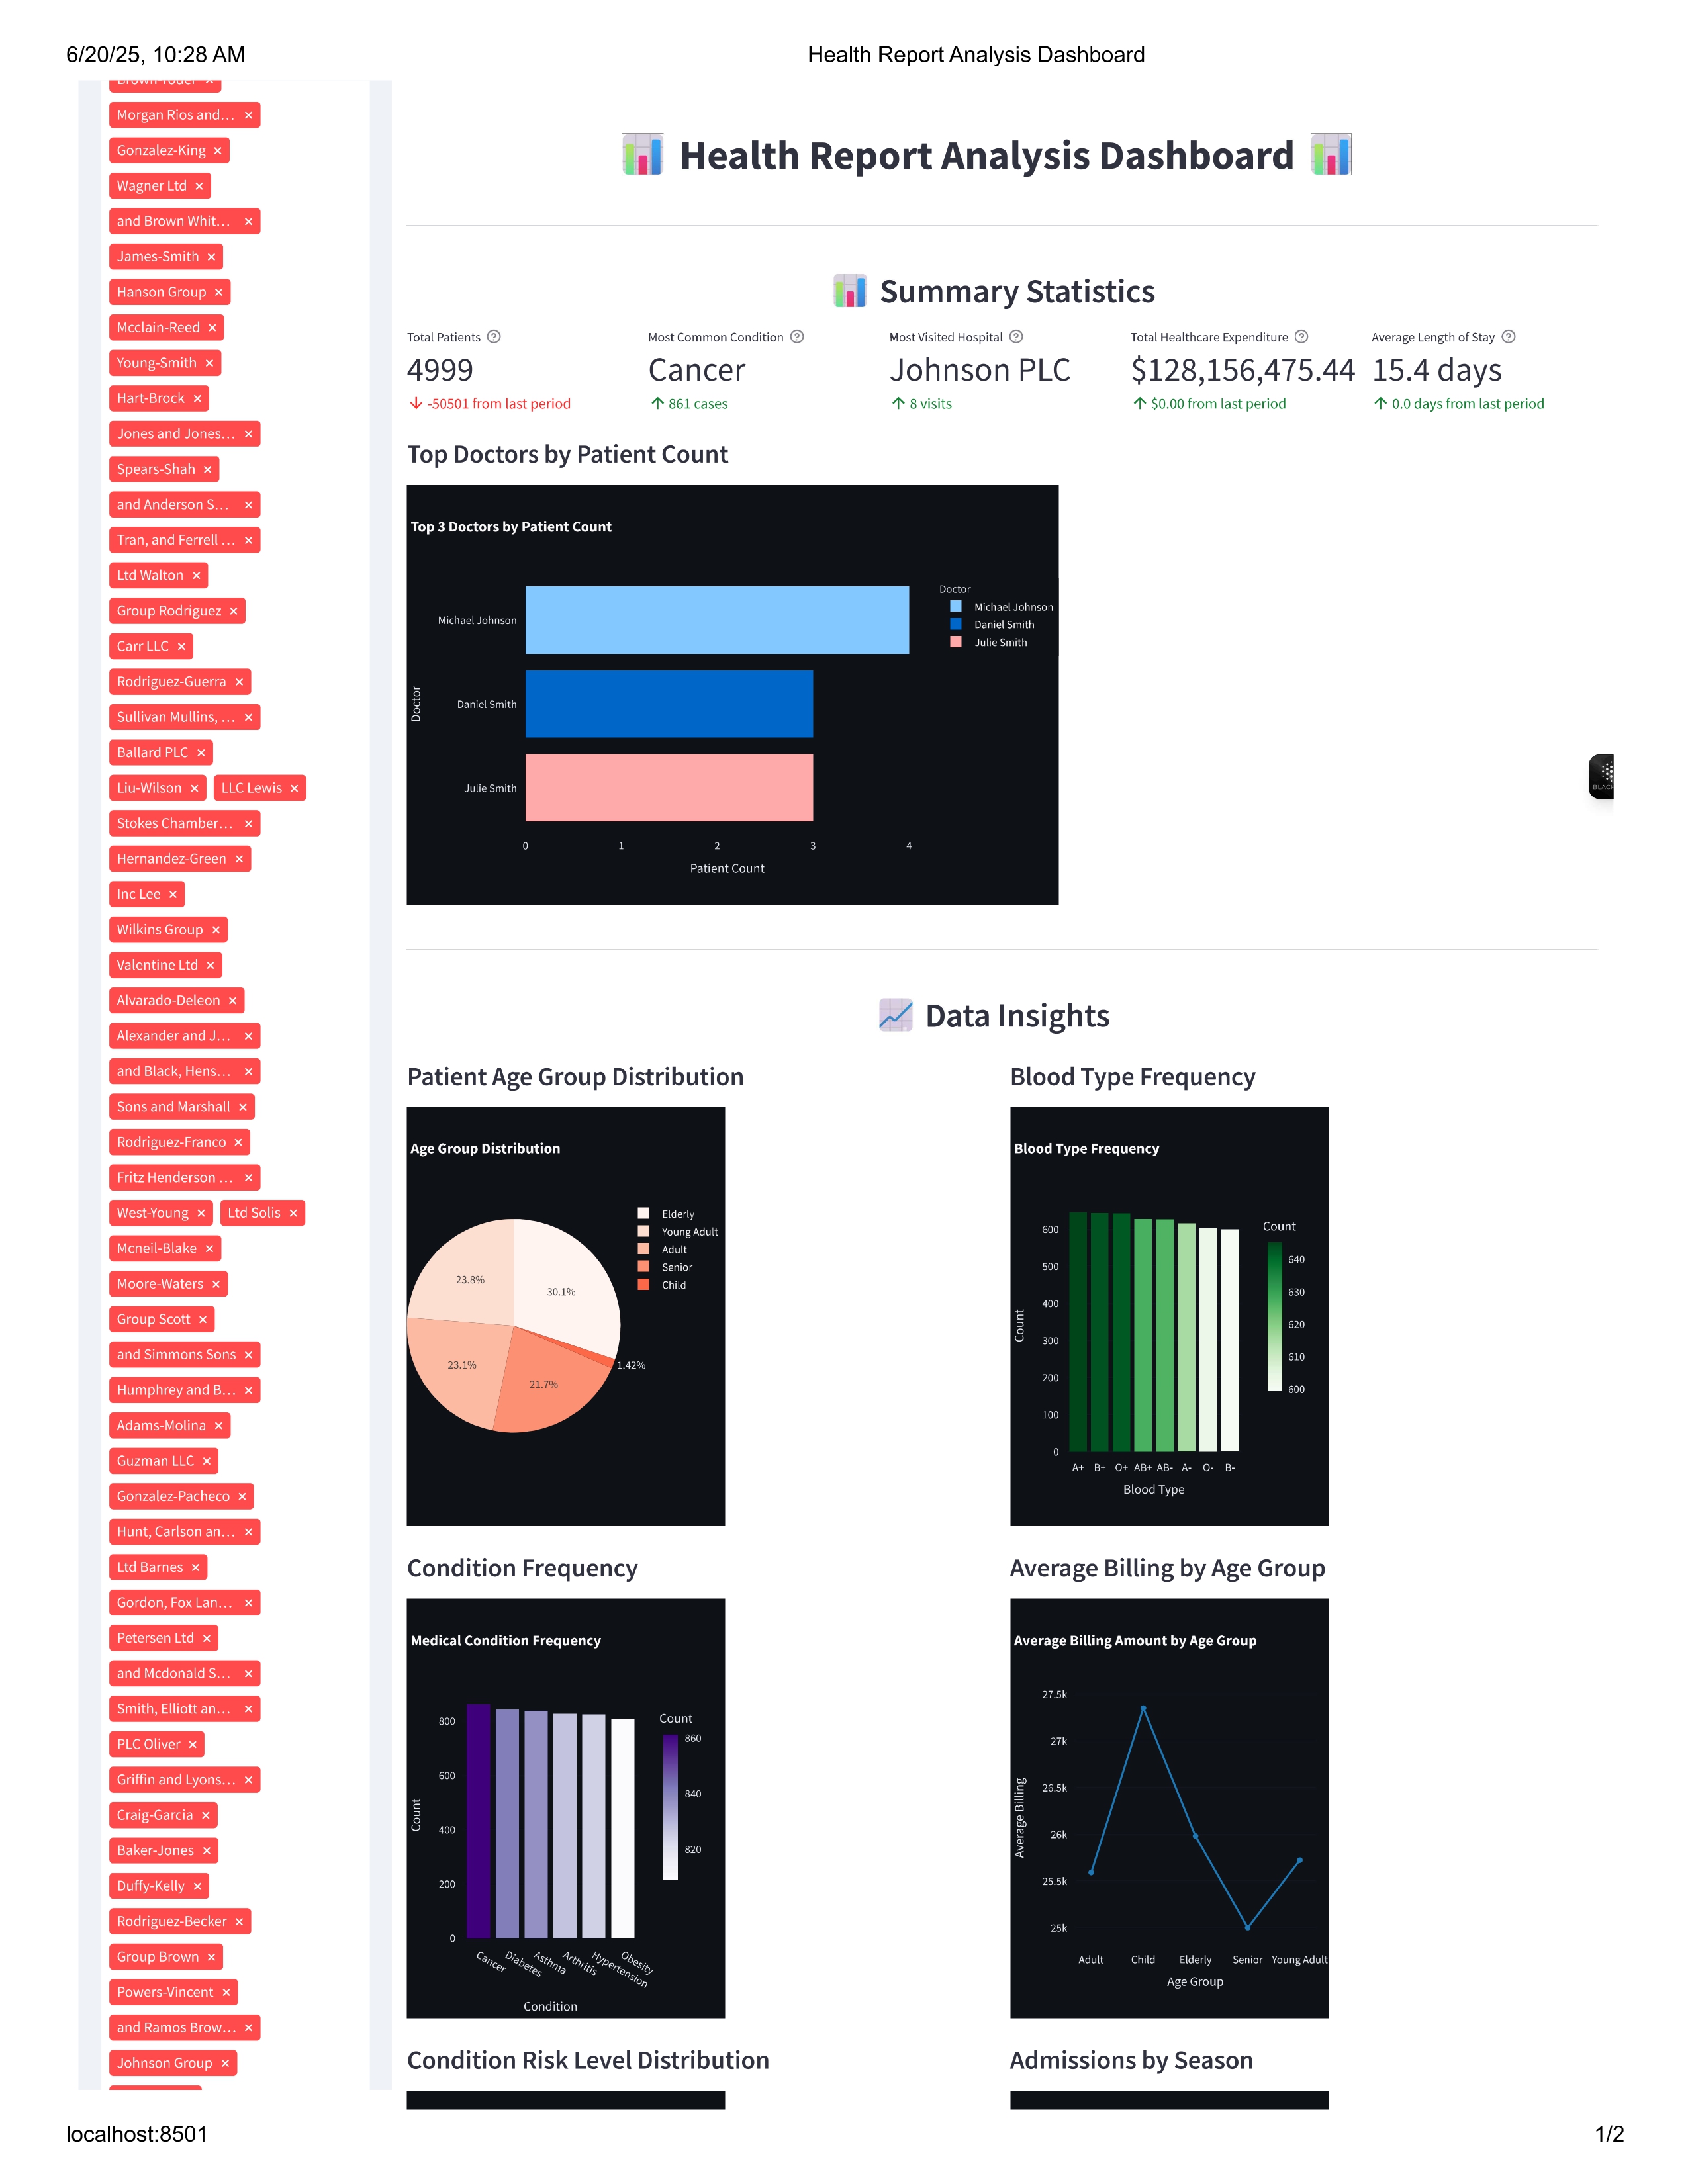 6/20/25, 10:28 AM
Health Report Analysis Dashboard
Morgan Rios and... ×
Gonzalez-King ×
Wagner Ltd ×
and Brown Whit... ×
James-Smith ×
Hanson Group ×
Mcclain-Reed ×
Young-Smith ×
Hart-Brock ×
Jones and Jones... ×
Spears-Shah ×
and Anderson S... ×
Tran, and Ferrell ... ×
Ltd Walton ×
Group Rodriguez ×
Carr LLC ×
Rodriguez-Guerra ×
Sullivan Mullins, ... ×
Ballard PLC ×
Liu-Wilson × LLC Lewis ×
Stokes Chamber... ×
Hernandez-Green ×
Inc Lee ×
Wilkins Group ×
Valentine Ltd ×
Alvarado-Deleon ×
Alexander and J... ×
and Black, Hens... ×
Sons and Marshall ×
Rodriguez-Franco ×
Fritz Henderson ... ×
West-Young × Ltd Solis ×
Mcneil-Blake ×
Moore-Waters ×
Group Scott ×
and Simmons Sons ×
Humphrey and B... ×
Adams-Molina ×
Guzman LLC ×
Gonzalez-Pacheco ×
Hunt, Carlson an... ×
Ltd Barnes ×
Gordon, Fox Lan... ×
Petersen Ltd ×
and Mcdonald S... ×
Smith, Elliott an... ×
PLC Oliver ×
Griffin and Lyons... ×
Craig-Garcia ×
Baker-Jones ×
Duffy-Kelly ×
Rodriguez-Becker ×
Group Brown ×
Powers-Vincent ×
and Ramos Brow... ×
Johnson Group ×
Health Report Analysis Dashboard
Summary Statistics
Total Patients ?
4999
↓ -50501 from last period
Most Common Condition ?
Cancer
↑ 861 cases
Most Visited Hospital ?
Johnson PLC
↑ 8 visits
Total Healthcare Expenditure ?
$128,156,475.44
↑ $0.00 from last period
Average Length of Stay ?
15.4 days
↑ 0.0 days from last period
Top Doctors by Patient Count
Top 3 Doctors by Patient Count
Doctor
Michael Johnson
Daniel Smith
Julie Smith
Doctor
Michael Johnson
Daniel Smith
Julie Smith
0 1 2 3 4
Patient Count
BLACK
Data Insights
Patient Age Group Distribution
Age Group Distribution
Elderly
Young Adult
Adult
Senior
Child
23.8%
30.1%
23.1%
21.7%
1.42%
Blood Type Frequency
Blood Type Frequency
Count
600
500
400
300
200
100
0
A+ B+ O+ AB+ AB- A- O- B-
Blood Type
Count
640
630
620
610
600
Condition Frequency
Medical Condition Frequency
Count
800
600
400
200
0
Cancer Diabetes Asthma Arthritis Hypertension Obesity
Condition
Count
860
840
820
Average Billing by Age Group
Average Billing Amount by Age Group
Average Billing
27.5k
27k
26.5k
26k
25.5k
25k
Adult Child Elderly Senior Young Adult
Age Group
Condition Risk Level Distribution
Admissions by Season
localhost:8501
1/2